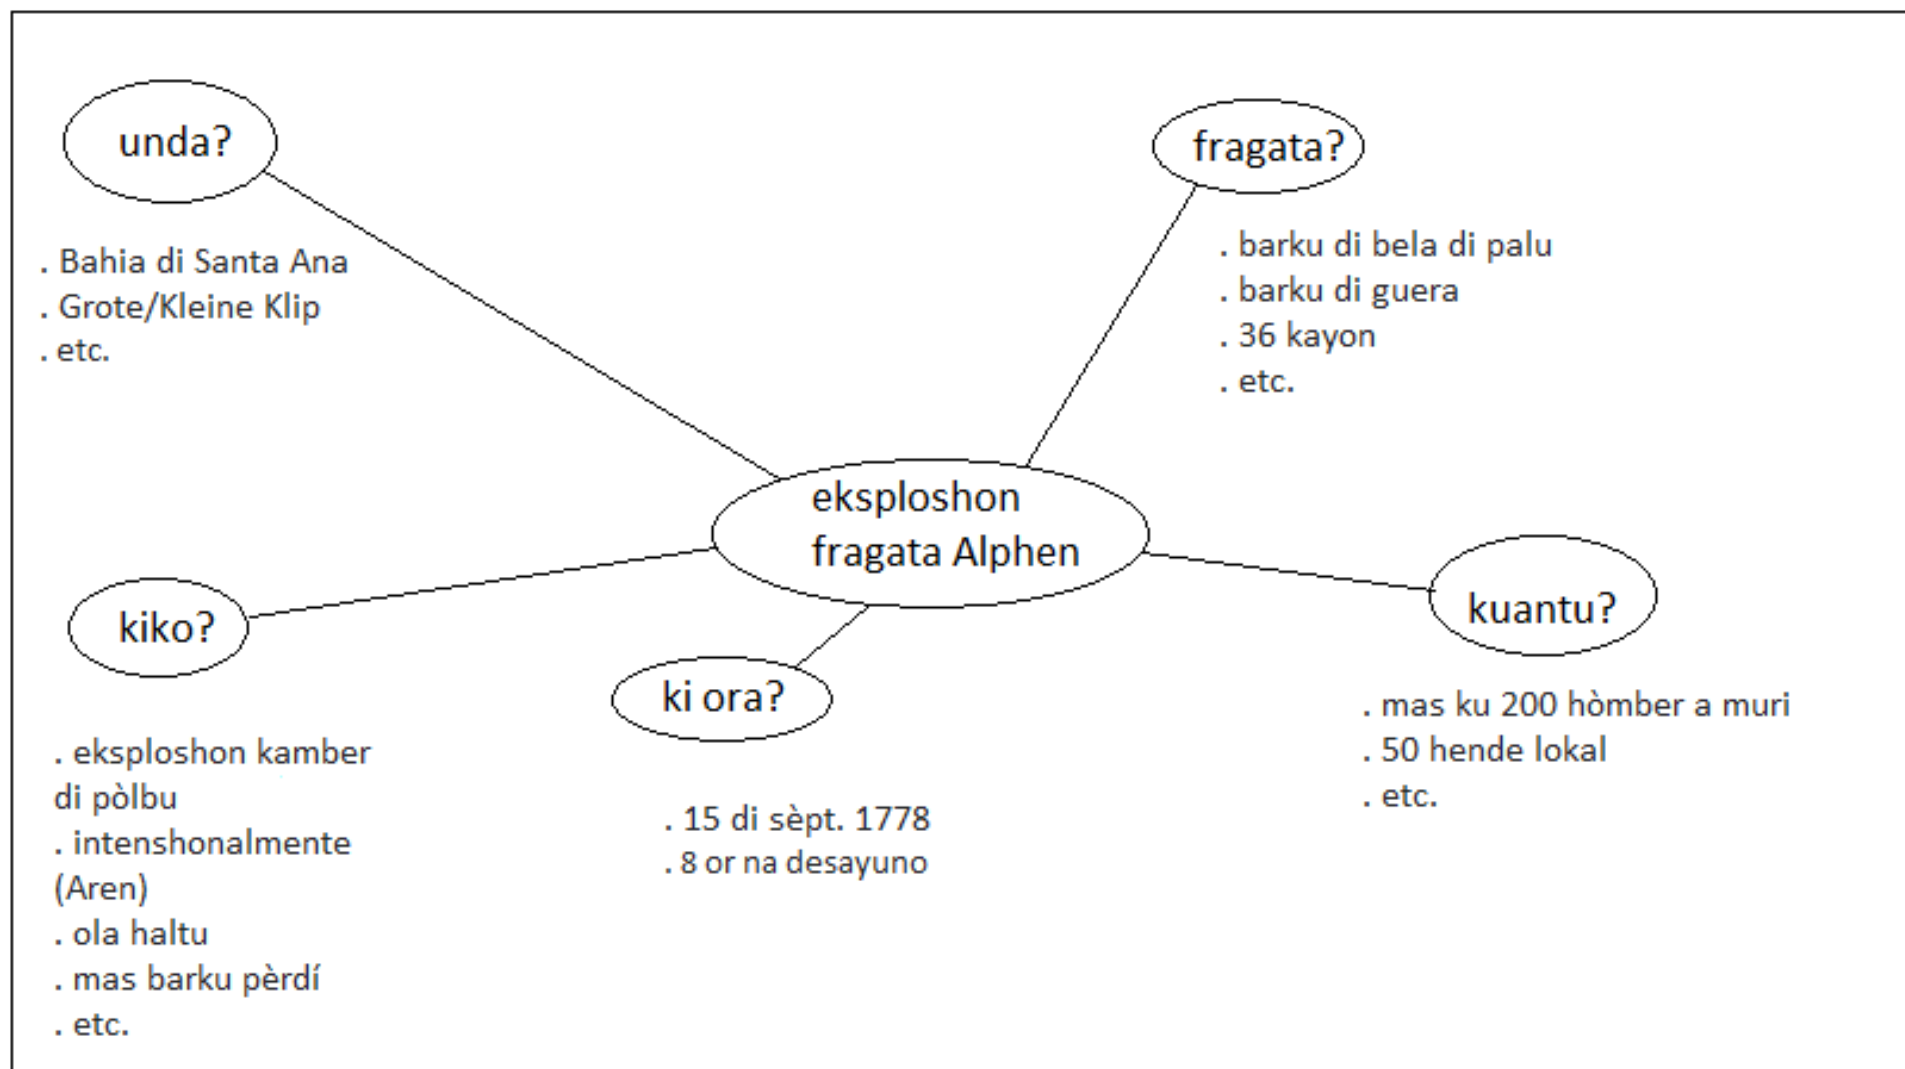 unda?
. Bahia di Santa Ana
. Grote/Kleine Klip
. etc.
fragata?
. barku di bela di palu
. barku di guera
. 36 kayon
. etc.
eksploshon
fragata Alphen
kiko?
. eksploshon kamber
di pòlbu
. intenshonalmente
(Aren)
. ola haltu
. mas barku pèrdí
. etc.
ki ora?
. 15 di sèpt. 1778
. 8 or na desayuno
kuantu?
. mas ku 200 hòmber a muri
. 50 hende lokal
. etc.